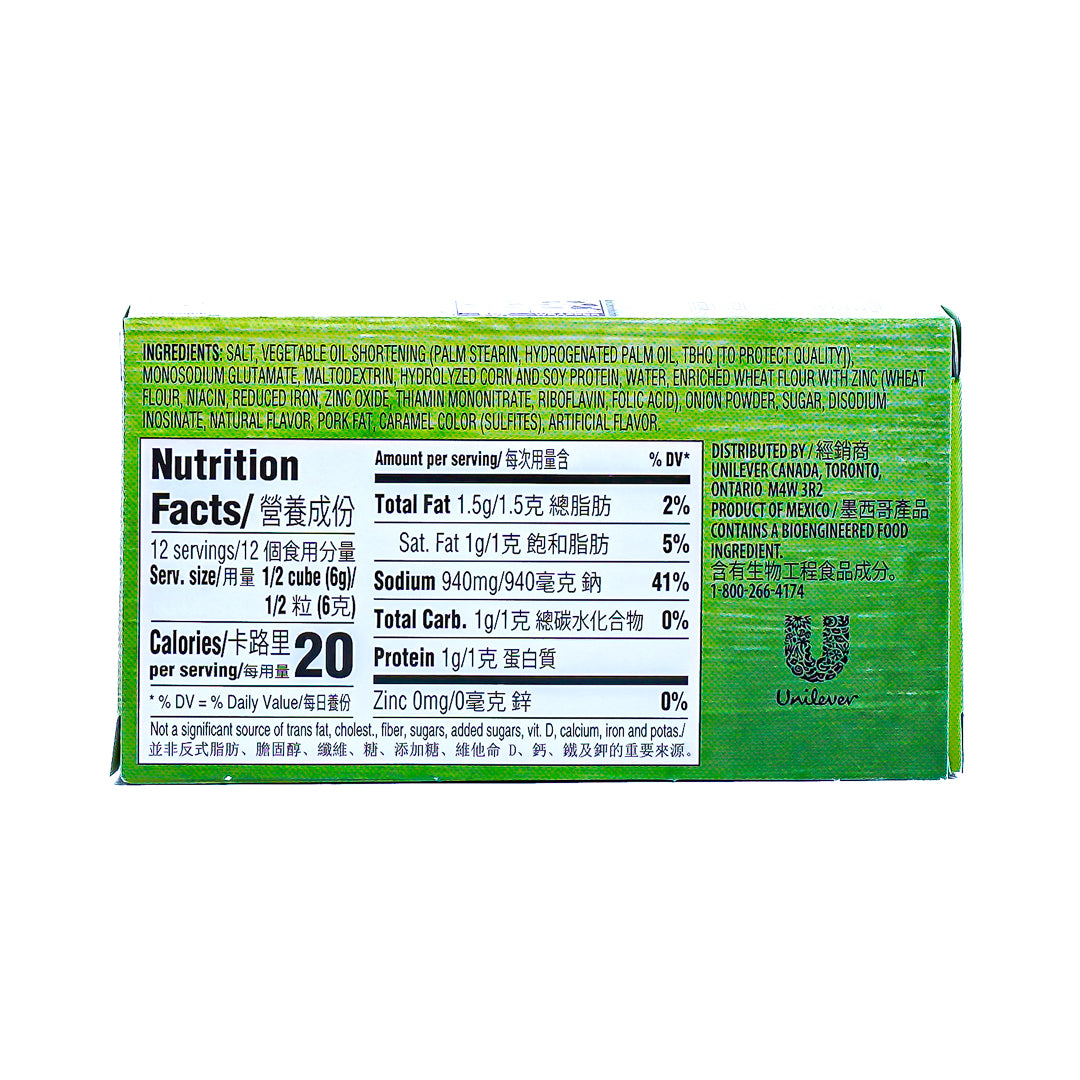 INGREDIENTS: SALT, VEGETABLE OIL SHORTENING (PALM STEARIN, HYDROGENATED PALM OIL, TBHQ [TO PROTECT QUALITY]),
MONOSODIUM GLUTAMATE, MALTODEXTRIN, HYDROLYZED CORN AND SOY PROTEIN, WATER, ENRICHED WHEAT FLOUR WITH ZINC (WHEAT
FLOUR, NIACIN, REDUCED IRON, ZINC OXIDE, THIAMIN MONONITRATE, RIBOFLAVIN, FOLIC ACID), ONION POWDER, SUGAR, DISODIUM
INOSINATE, NATURAL FLAVOR, PORK FAT, CARAMEL COLOR (SULFITES), ARTIFICIAL FLAVOR.
Nutrition
Facts/ 營養成份
12 servings/12 個食用分量
Serv. size/用量 1/2 cube (6g)/
1/2 粒 (6克)
Calories/卡路里 20
per serving/每用量
* % DV = % Daily Value/每日養份
Amount per serving/ 每次用量含 % DV*
Total Fat 1.5g/1.5克 總脂肪 2%
Sat. Fat 1g/1克 飽和脂肪 5%
Sodium 940mg/940毫克 鈉 41%
Total Carb. 1g/1克 總碳水化合物 0%
Protein 1g/1克 蛋白質
Zinc 0mg/0毫克 鋅 0%
Not a significant source of trans fat, cholest., fiber, sugars, added sugars, vit. D, calcium, iron and potas./
並非反式脂肪、膽固醇、纖維、糖、添加糖、維他命 D、鈣、鐵及鉀的重要來源。
DISTRIBUTED BY / 經銷商
UNILEVER CANADA, TORONTO,
ONTARIO M4W 3R2
PRODUCT OF MEXICO / 墨西哥產品
CONTAINS A BIOENGINEERED FOOD
INGREDIENT.
含有生物工程食品成分。
1-800-266-4174
Unilever